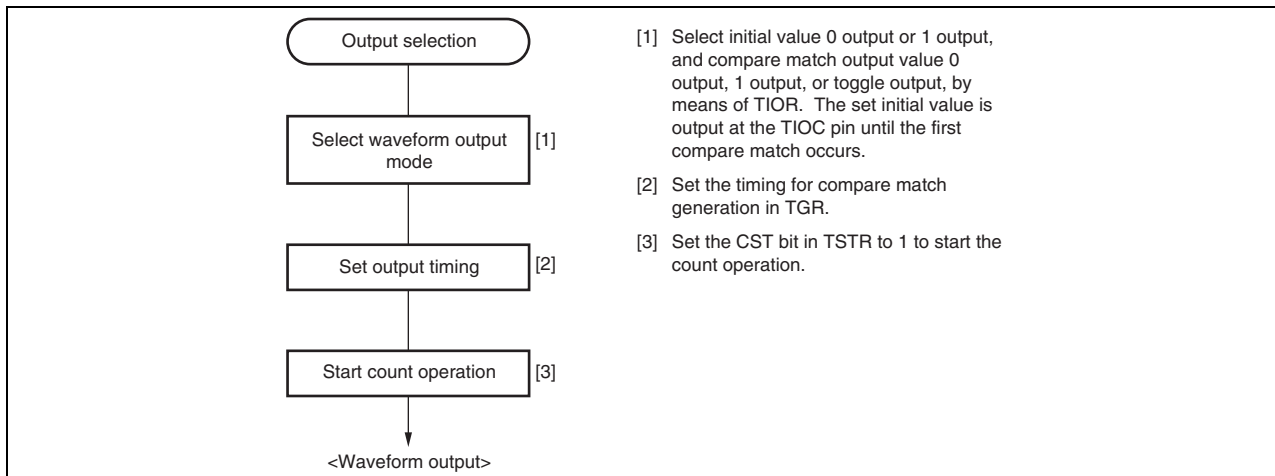 Output selection
Select waveform output
mode
[1]
Set output timing
[2]
Start count operation
[3]
<Waveform output>
[1] Select initial value 0 output or 1 output,
and compare match output value 0
output, 1 output, or toggle output, by
means of TIOR. The set initial value is
output at the TIOC pin until the first
compare match occurs.
[2] Set the timing for compare match
generation in TGR.
[3] Set the CST bit in TSTR to 1 to start the
count operation.